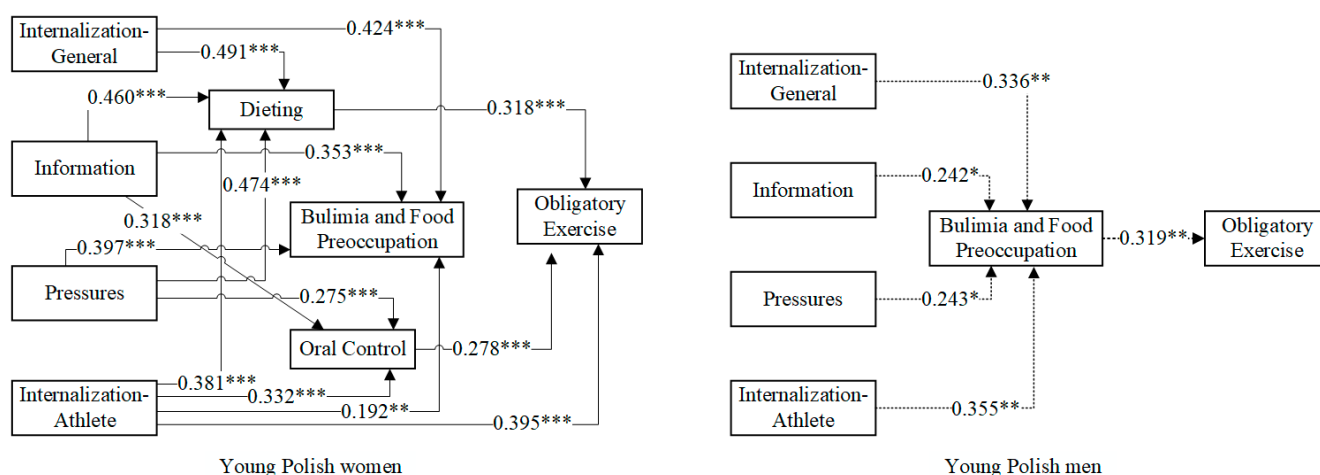 Internalization-
General
0.424***
0.491***
0.460***
Dieting
0.318***
Information
0.353***
0.474***
Bulimia and Food
Preoccupation
Obligatory
Exercise
0.318***
0.397***
Pressures
0.275***
Oral Control
0.278***
Internalization-
Athlete
0.381***
0.332***
0.192**
0.395***
Young Polish women
Internalization-
General
0.336**
Information
0.242*
Bulimia and Food
Preoccupation
0.319**
Obligatory
Exercise
Pressures
0.243*
Internalization-
Athlete
0.355**
Young Polish men